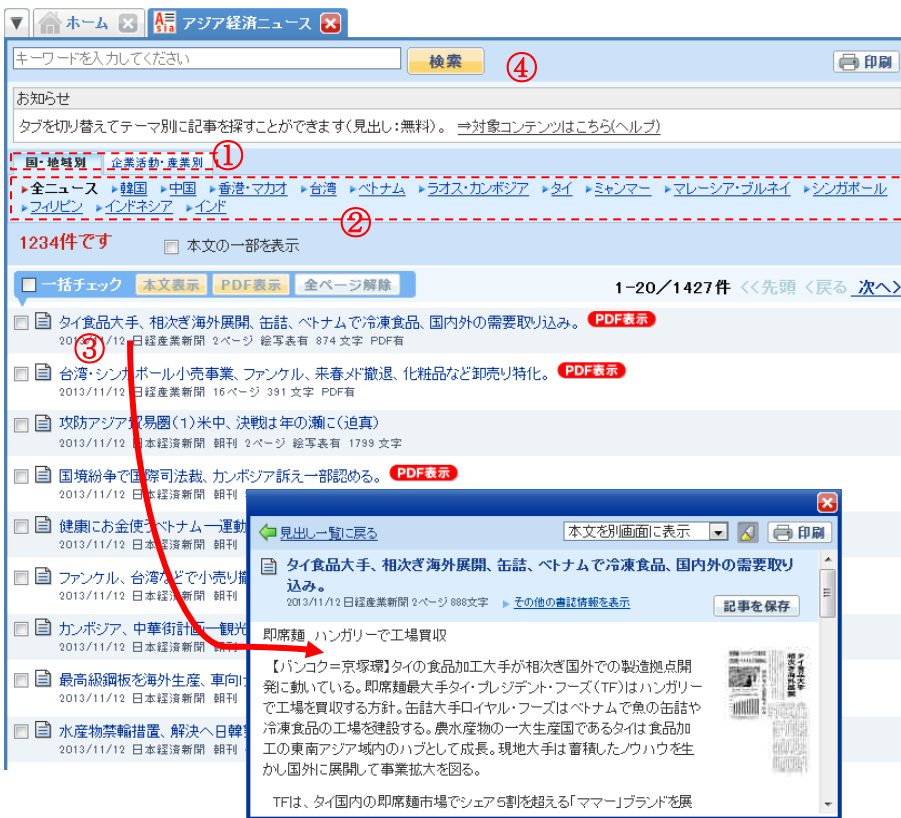 ▼ ホーム Asia アジア経済ニュース
キーワードを入力してください 検索 ④ 印刷
お知らせ
タブを切り替えてテーマ別に記事を探すことができます(見出し:無料)。 ⇒対象コンテンツはこちら(ヘルプ)
国・地域別 企業活動・産業別 ①
▶全ニュース ▶韓国 ▶中国 ▶香港・マカオ ▶台湾 ▶ベトナム ▶ラオス・カンボジア ▶タイ ▶ミャンマー ▶マレーシア・ブルネイ ▶シンガポール
▶フィリピン ▶インドネシア ▶インド
②
1234件です 本文の一部を表示
一括チェック 本文表示 PDF表示 全ページ解除 1-20/1427件 <<先頭 <戻る 次へ>
タイ食品大手、相次ぎ海外展開、缶詰、ベトナムで冷凍食品、国内外の需要取り込み。 PDF表示
2013/11/12 日経産業新聞 2ページ 絵写表有 874文字 PDF有
③
台湾・シンガポール小売事業、ファンケル、来春メド撤退、化粧品など卸売り特化。 PDF表示
2013/11/12 日経産業新聞 16ページ 391文字 PDF有
攻防アジア貿易圏(1)米中、決戦は年の瀬に(迫真)
2013/11/12 日本経済新聞 朝刊 2ページ 絵写表有 1799文字
国境紛争で国際司法裁、カンボジア訴え一部認める。 PDF表示
2013/11/12 日本経済新聞 朝刊
健康にお金使うベトナム―運動
2013/11/12 日本経済新聞 朝刊
ファンケル、台湾などで小売り撤
2013/11/12 日本経済新聞 朝刊
カンボジア、中華街計画―観光
2013/11/12 日本経済新聞 朝刊
最高級鋼板を海外生産、車向け
2013/11/12 日本経済新聞 朝刊
水産物禁輸措置、解決へ日韓
2013/11/12 日本経済新聞 朝刊
見出し一覧に戻る 本文を別画面に表示 印刷
タイ食品大手、相次ぎ海外展開、缶詰、ベトナムで冷凍食品、国内外の需要取り
込み。
2013/11/12 日経産業新聞 2ページ 888文字 ▶ その他の書誌情報を表示 記事を保存
即席麺 ハンガリーで工場買収
【バンコク=京塚環】タイの食品加工大手が相次ぎ国外での製造拠点開
発に動いている。即席麺最大手タイ・プレジデント・フーズ(TF)はハンガリー
で工場を買収する方針。缶詰大手ロイヤル・フーズはベトナムで魚の缶詰や
冷凍食品の工場を建設する。農水産物の一大生産国であるタイは食品加
工の東南アジア域内のハブとして成長。現地大手は蓄積したノウハウを生
かし国外に展開して事業拡大を図る。
TFは、タイ国内の即席麺市場でシェア5割を超える「ママー」ブランドを展
タイ食品大手
相次ぎ海外展開